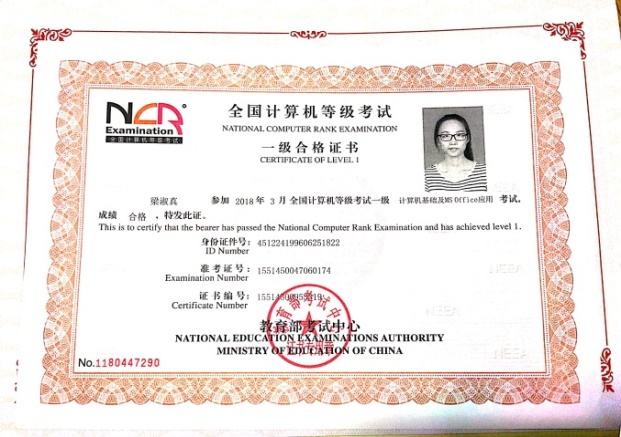 NCR
Examination
全国计算机等级考试
全国计算机等级考试
NATIONAL COMPUTER RANK EXAMINATION
一级合格证书
CERTIFICATE OF LEVEL 1
梁淑真 参加 2018 年 3 月全国计算机等级考试一级 计算机基础及MS Office应用 考试,
成绩 合格 ,特发此证。
This is to certify that the bearer has passed the National Computer Rank Examination and has achieved level 1.
身份证件号: 451224199606251822
ID Number
准考证号: 1551450047060174
Examination Number
证书编号:
Certificate Number
教育部考试中心
NATIONAL EDUCATION EXAMINATIONS AUTHORITY
MINISTRY OF EDUCATION OF CHINA
No.1180447290